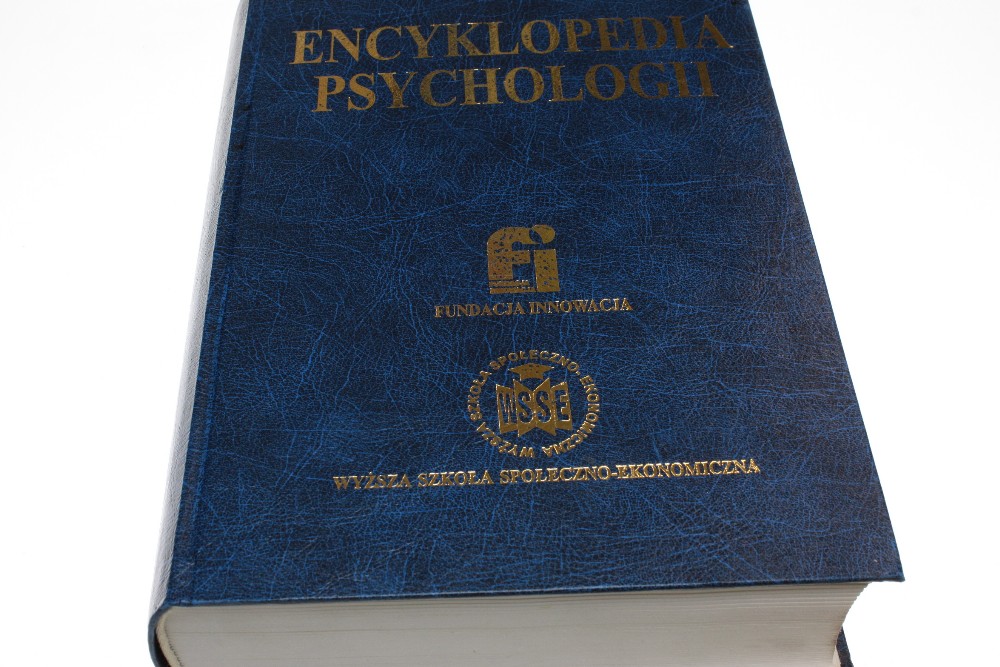 ENCYKLOPEDIA
PSYCHOLOGII
fi
FUNDACJA INNOWACJA
WYŻSZA SZKOŁA SPOŁECZNO-EKONOMICZNA
WSSE
WYŻSZA SZKOŁA SPOŁECZNO-EKONOMICZNA